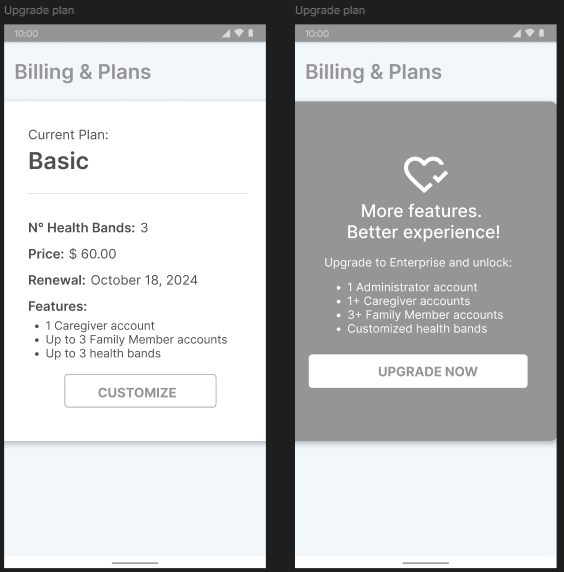 Upgrade plan
10:00
Billing & Plans
Current Plan:
Basic
N° Health Bands: 3
Price: $ 60.00
Renewal: October 18, 2024
Features:
• 1 Caregiver account
• Up to 3 Family Member accounts
• Up to 3 health bands
CUSTOMIZE
Upgrade plan
10:00
Billing & Plans
More features.
Better experience!
Upgrade to Enterprise and unlock:
• 1 Administrator account
• 1+ Caregiver accounts
• 3+ Family Member accounts
• Customized health bands
UPGRADE NOW